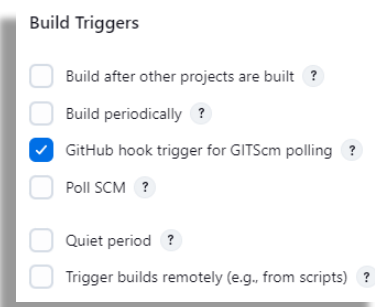 Build Triggers
Build after other projects are built ?
Build periodically ?
GitHub hook trigger for GITScm polling ?
Poll SCM ?
Quiet period ?
Trigger builds remotely (e.g., from scripts) ?